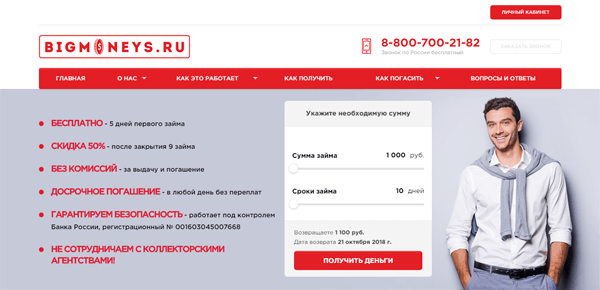 ЛИЧНЫЙ КАБИНЕТ
BIGMONEYS.RU
8-800-700-21-82
Звонок по России бесплатный
ЗАКАЗАТЬ ЗВОНОК
ГЛАВНАЯ О НАС КАК ЭТО РАБОТАЕТ КАК ПОЛУЧИТЬ КАК ПОГАСИТЬ ВОПРОСЫ И ОТВЕТЫ
БЕСПЛАТНО - 5 дней первого займа
СКИДКА 50% - после закрытия 9 займа
БЕЗ КОМИССИЙ - за выдачу и погашение
ДОСРОЧНОЕ ПОГАШЕНИЕ - в любой день без переплат
ГАРАНТИРУЕМ БЕЗОПАСНОСТЬ - работает под контролем
Банка России, регистрационный № 001603045007668
НЕ СОТРУДНИЧАЕМ С КОЛЛЕКТОРСКИМИ
АГЕНТСТВАМИ!
Укажите необходимую сумму
Сумма займа 1 000 руб.
Сроки займа 10 дней
Возвращаете 1 100 руб.
Дата возврата 21 октября 2018 г.
ПОЛУЧИТЬ ДЕНЬГИ